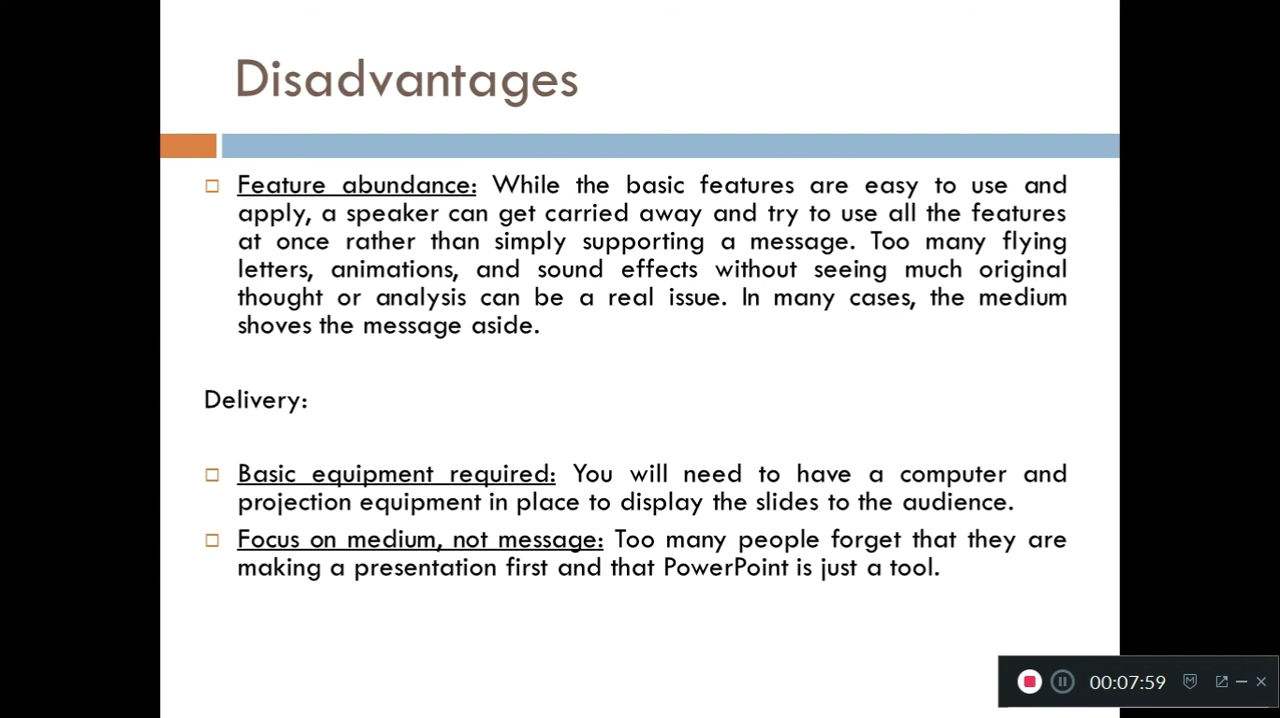 Disadvantages
Feature abundance: While the basic features are easy to use and
apply, a speaker can get carried away and try to use all the features
at once rather than simply supporting a message. Too many flying
letters, animations, and sound effects without seeing much original
thought or analysis can be a real issue. In many cases, the medium
shoves the message aside.
Delivery:
Basic equipment required: You will need to have a computer and
projection equipment in place to display the slides to the audience.
Focus on medium, not message: Too many people forget that they are
making a presentation first and that PowerPoint is just a tool.
00:07:59